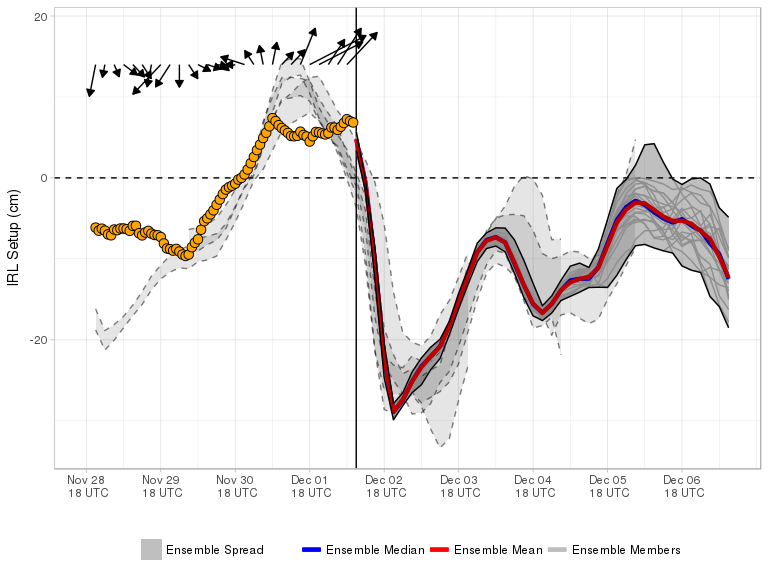 20
0
-20
IRL Setup (cm)
Nov 28 Nov 29 Nov 30 Dec 01 Dec 02 Dec 03 Dec 04 Dec 05 Dec 06
18 UTC 18 UTC 18 UTC 18 UTC 18 UTC 18 UTC 18 UTC 18 UTC 18 UTC
Ensemble Spread Ensemble Median Ensemble Mean Ensemble Members